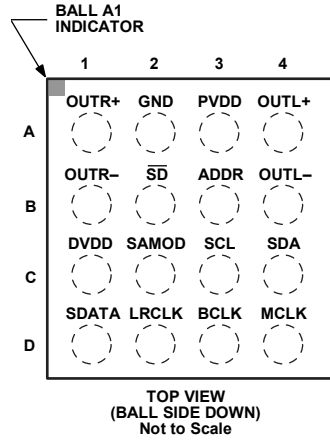 BALL A1
INDICATOR
1 2 3 4
OUTR+ GND PVDD OUTL+
A
OUTR– SD ADDR OUTL–
B
DVDD SAMOD SCL SDA
C
SDATA LRCLK BCLK MCLK
D
TOP VIEW
(BALL SIDE DOWN)
Not to Scale